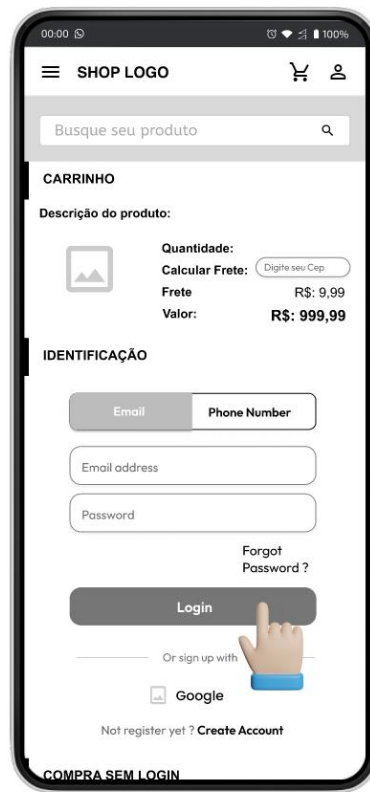 00:00 100%
SHOP LOGO
Busque seu produto
CARRINHO
Descrição do produto:
Quantidade:
Calcular Frete: Digite seu Cep
Frete R$: 9,99
Valor: R$: 999,99
IDENTIFICAÇÃO
Email Phone Number
Email address
Password
Forgot
Password ?
Login
Or sign up with
Google
Not register yet ? Create Account
COMPRA SEM LOGIN